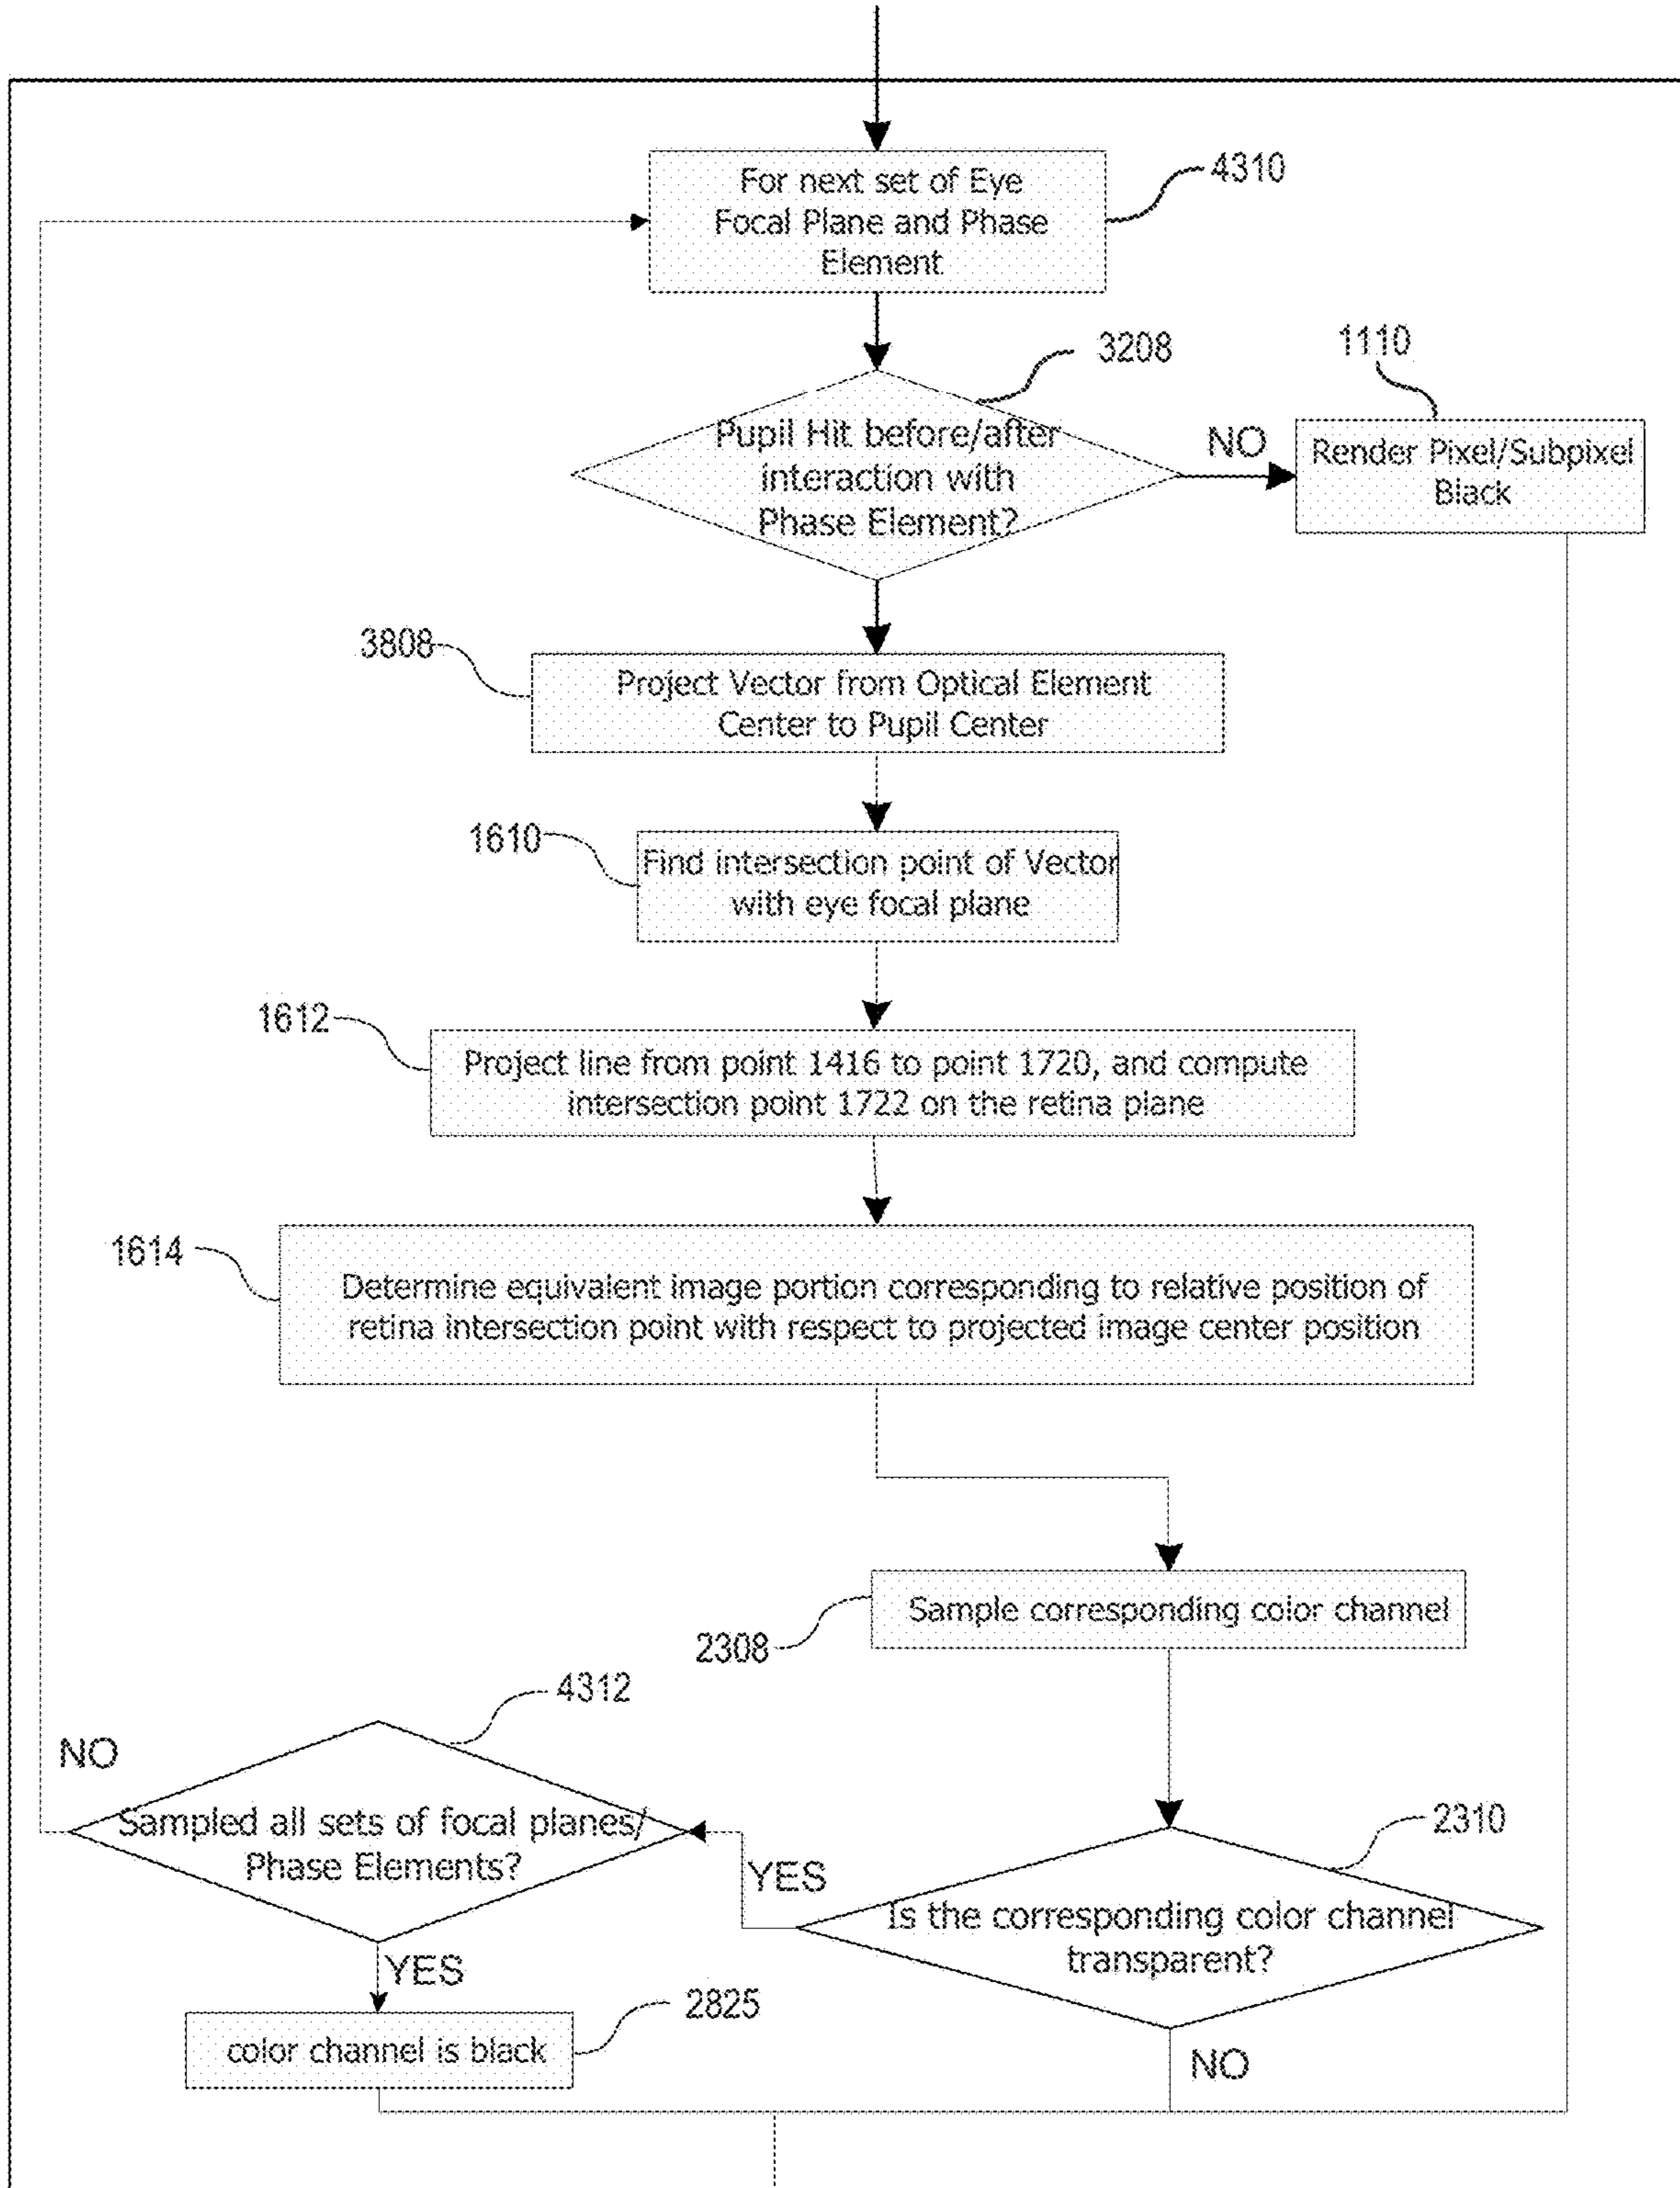 For next set of Eye
Focal Plane and Phase
Element
4310
3208
1110
Pupil Hit before/after
interaction with
Phase Element?
NO
Render Pixel/Subpixel
Black
3808
Project Vector from Optical Element
Center to Pupil Center
1610
Find intersection point of Vector
with eye focal plane
1612
Project line from point 1416 to point 1720, and compute
intersection point 1722 on the retina plane
1614
Determine equivalent image portion corresponding to relative position of
retina intersection point with respect to projected image center position
Sample corresponding color channel
2308
4312
NO
Sampled all sets of focal planes/
Phase Elements?
2310
YES
Is the corresponding color channel
transparent?
YES
2825
color channel is black
NO